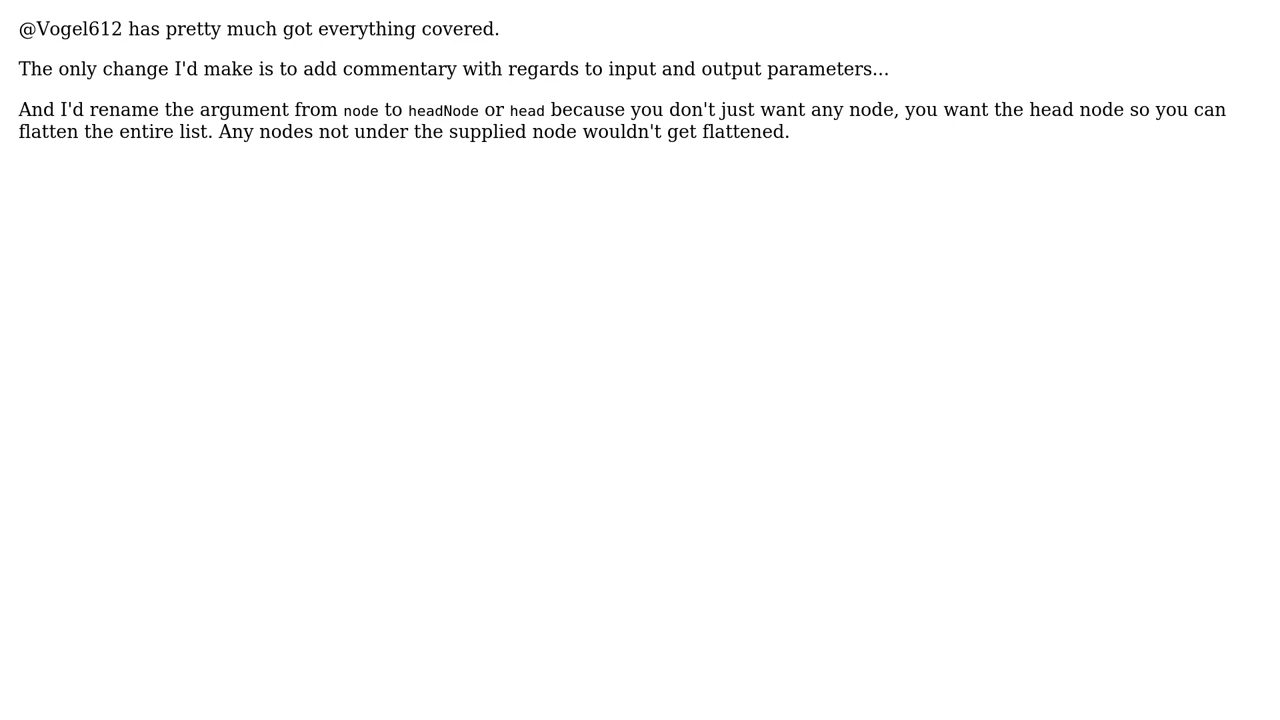 @Vogel612 has pretty much got everything covered.
The only change I'd make is to add commentary with regards to input and output parameters...
And I'd rename the argument from node to headNode or head because you don't just want any node, you want the head node so you can
flatten the entire list. Any nodes not under the supplied node wouldn't get flattened.